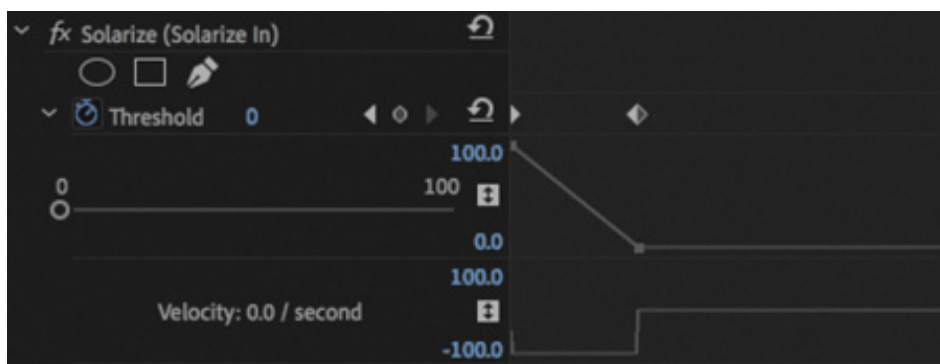 fx Solarize (Solarize In)
Threshold 0
100.0
0 100
0.0
100.0
Velocity: 0.0 / second
-100.0